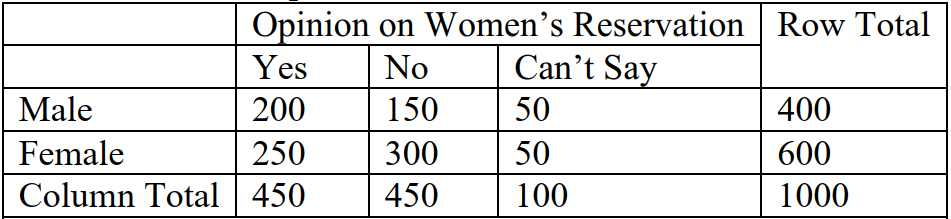 Opinion on Women’s Reservation Row Total
Yes No Can’t Say
Male 200 150 50 400
Female 250 300 50 600
Column Total 450 450 100 1000